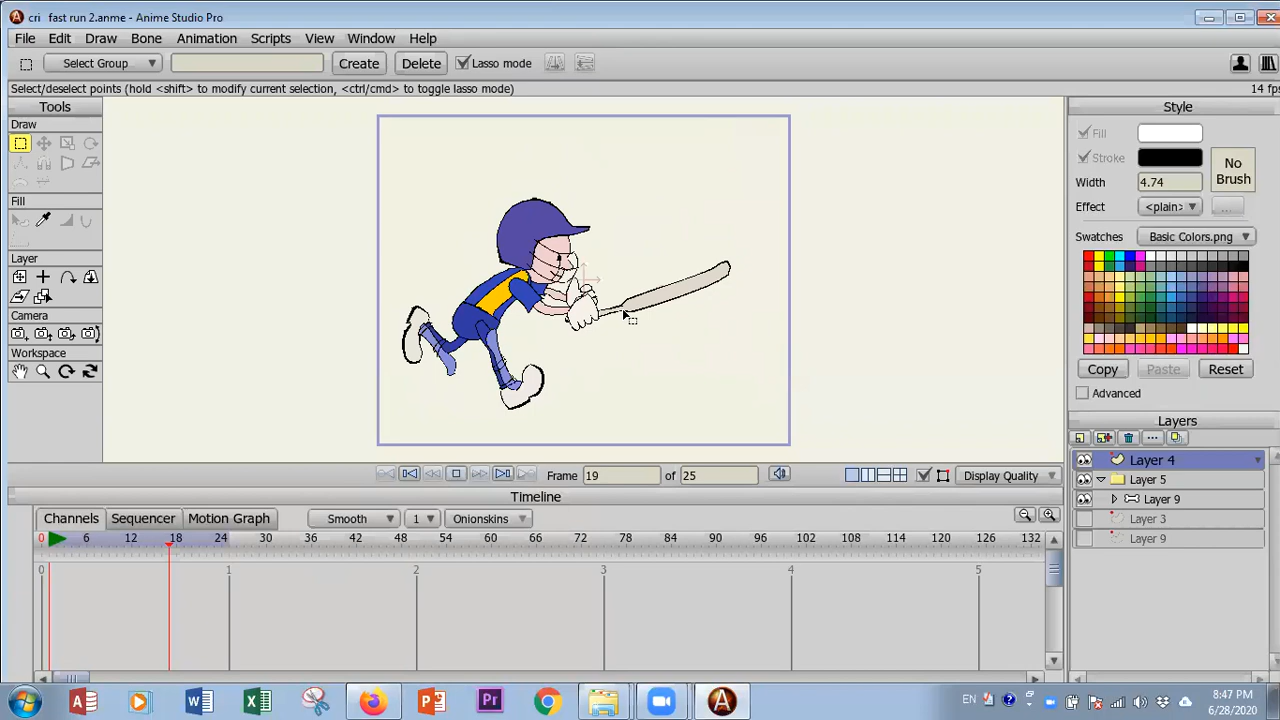 cri   fast run 2.anme - Anime Studio Pro
File Edit Draw Bone Animation Scripts View Window Help
Select Group Create Delete Lasso mode
Select/deselect points (hold <shift> to modify current selection, <ctrl/cmd> to toggle lasso mode)
14 fps
Tools
Draw
Fill
Layer
Camera
Workspace
Style
Fill
Stroke
No Brush
Width 4.74
Effect <plain> ...
Swatches Basic Colors.png
Copy Paste Reset
Advanced
Layers
Layer 4
Layer 5
Layer 9
Layer 3
Layer 9
Frame 19 of 25 Display Quality
Timeline
Channels Sequencer Motion Graph Smooth 1 Onionskins
0 6 12 18 24 30 36 42 48 54 60 66 72 78 84 90 96 102 108 114 120 126 132
0 1 2 3 4 5
EN
8:47 PM
6/28/2020